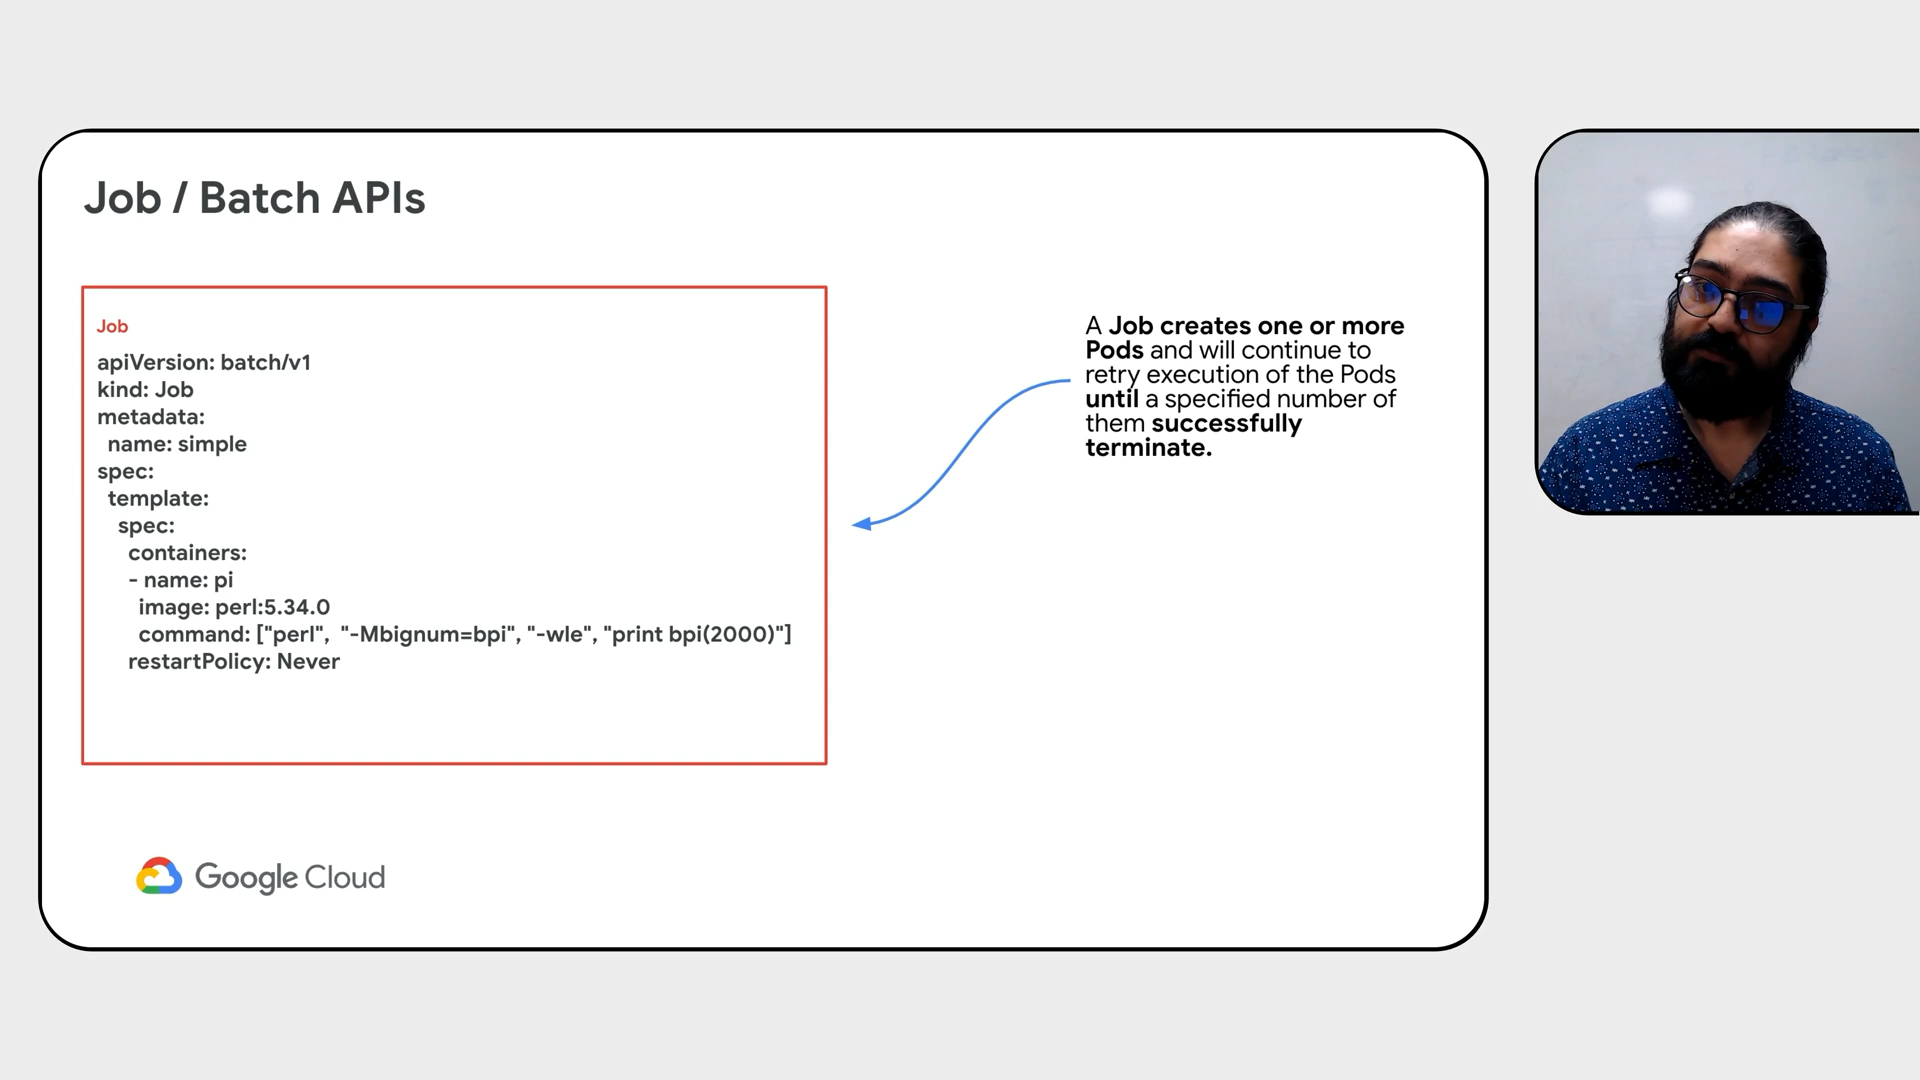 Job / Batch APIs
Job
apiVersion: batch/v1
kind: Job
metadata:
name: simple
spec:
template:
spec:
containers:
- name: pi
image: perl:5.34.0
command: ["perl", "-Mbignum=bpi", "-wle", "print bpi(2000)"]
restartPolicy: Never
A Job creates one or more
Pods and will continue to
retry execution of the Pods
until a specified number of
them successfully
terminate.
Google Cloud